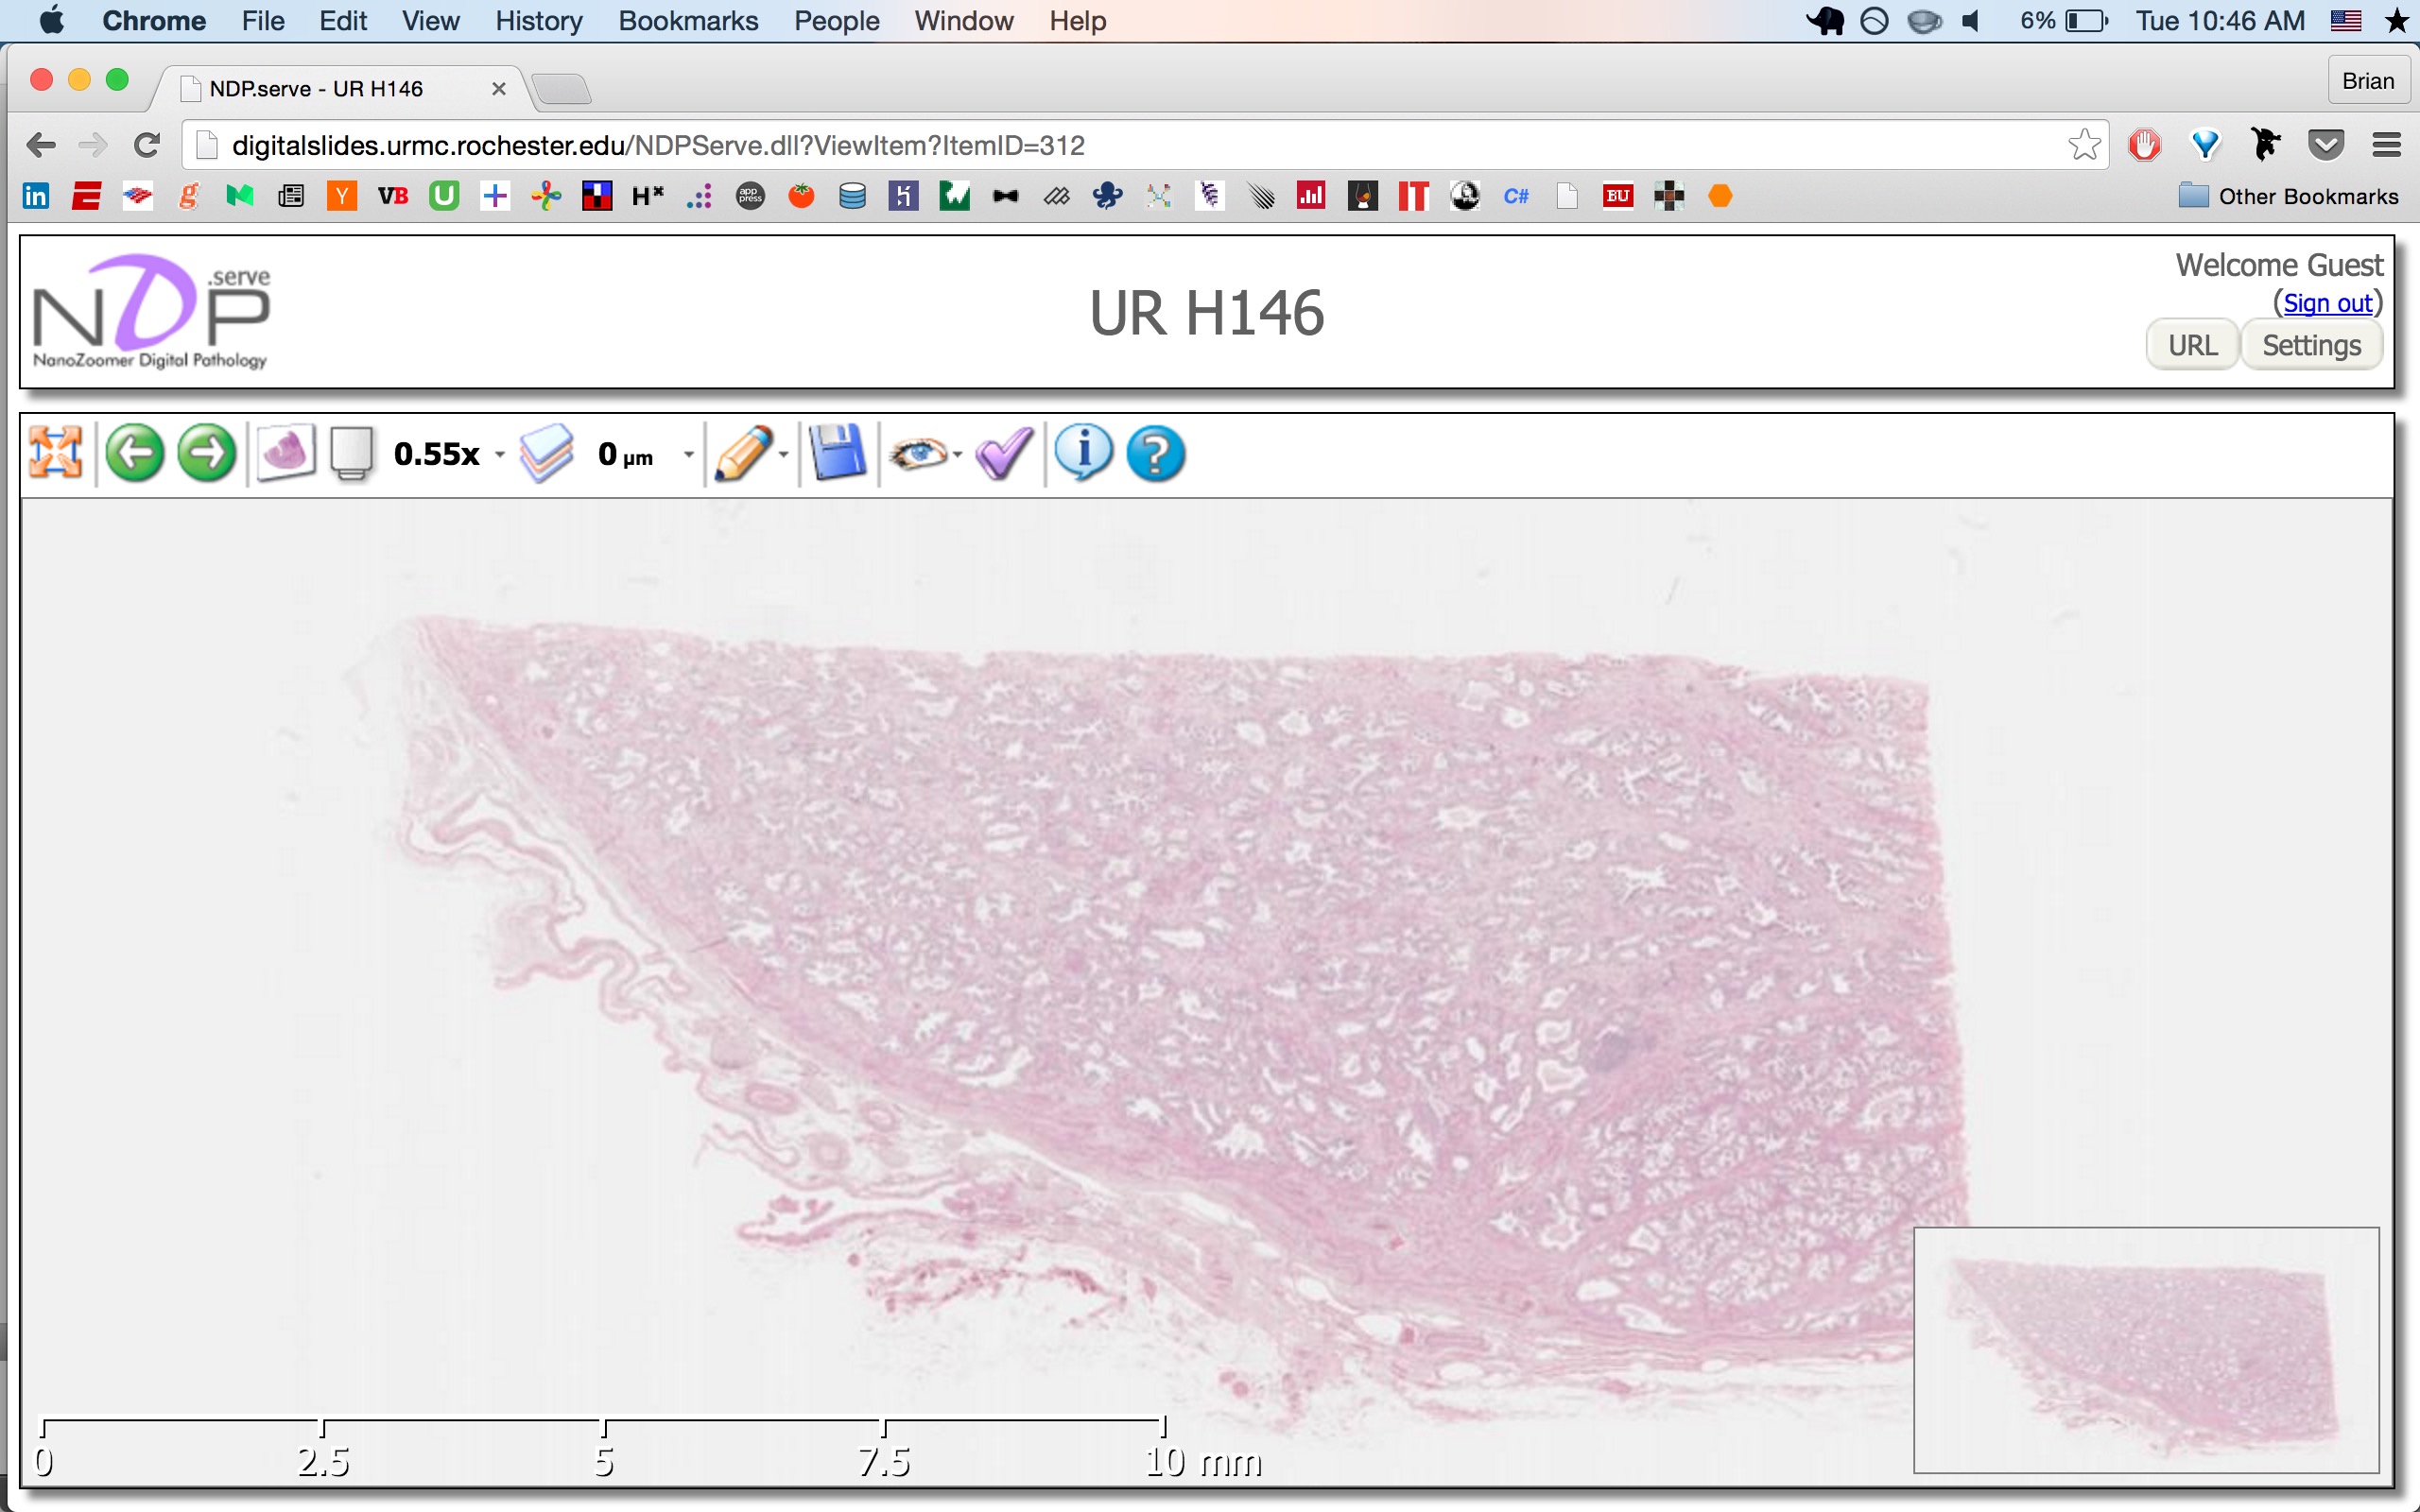 Chrome File Edit View History Bookmarks People Window Help 6% Tue 10:46 AM
NDP.serve - UR H146 Brian
digitalslides.urmc.rochester.edu/NDPServe.dll?ViewItem?ItemID=312
in E g Y VB U H* app press h IT C# BU Other Bookmarks
NDP .serve
NanoZoomer Digital Pathology
UR H146
Welcome Guest
(Sign out)
URL Settings
0.55x 0 µm i ?
0 2.5 5 7.5 10 mm